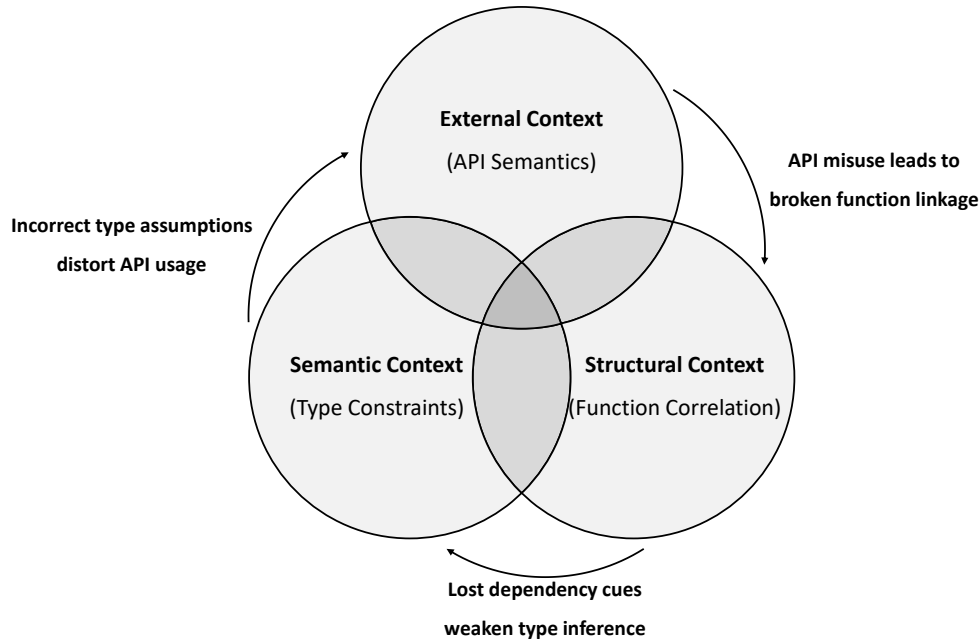 External Context
(API Semantics)
API misuse leads to
broken function linkage
Incorrect type assumptions
distort API usage
Semantic Context
(Type Constraints)
Structural Context
(Function Correlation)
Lost dependency cues
weaken type inference